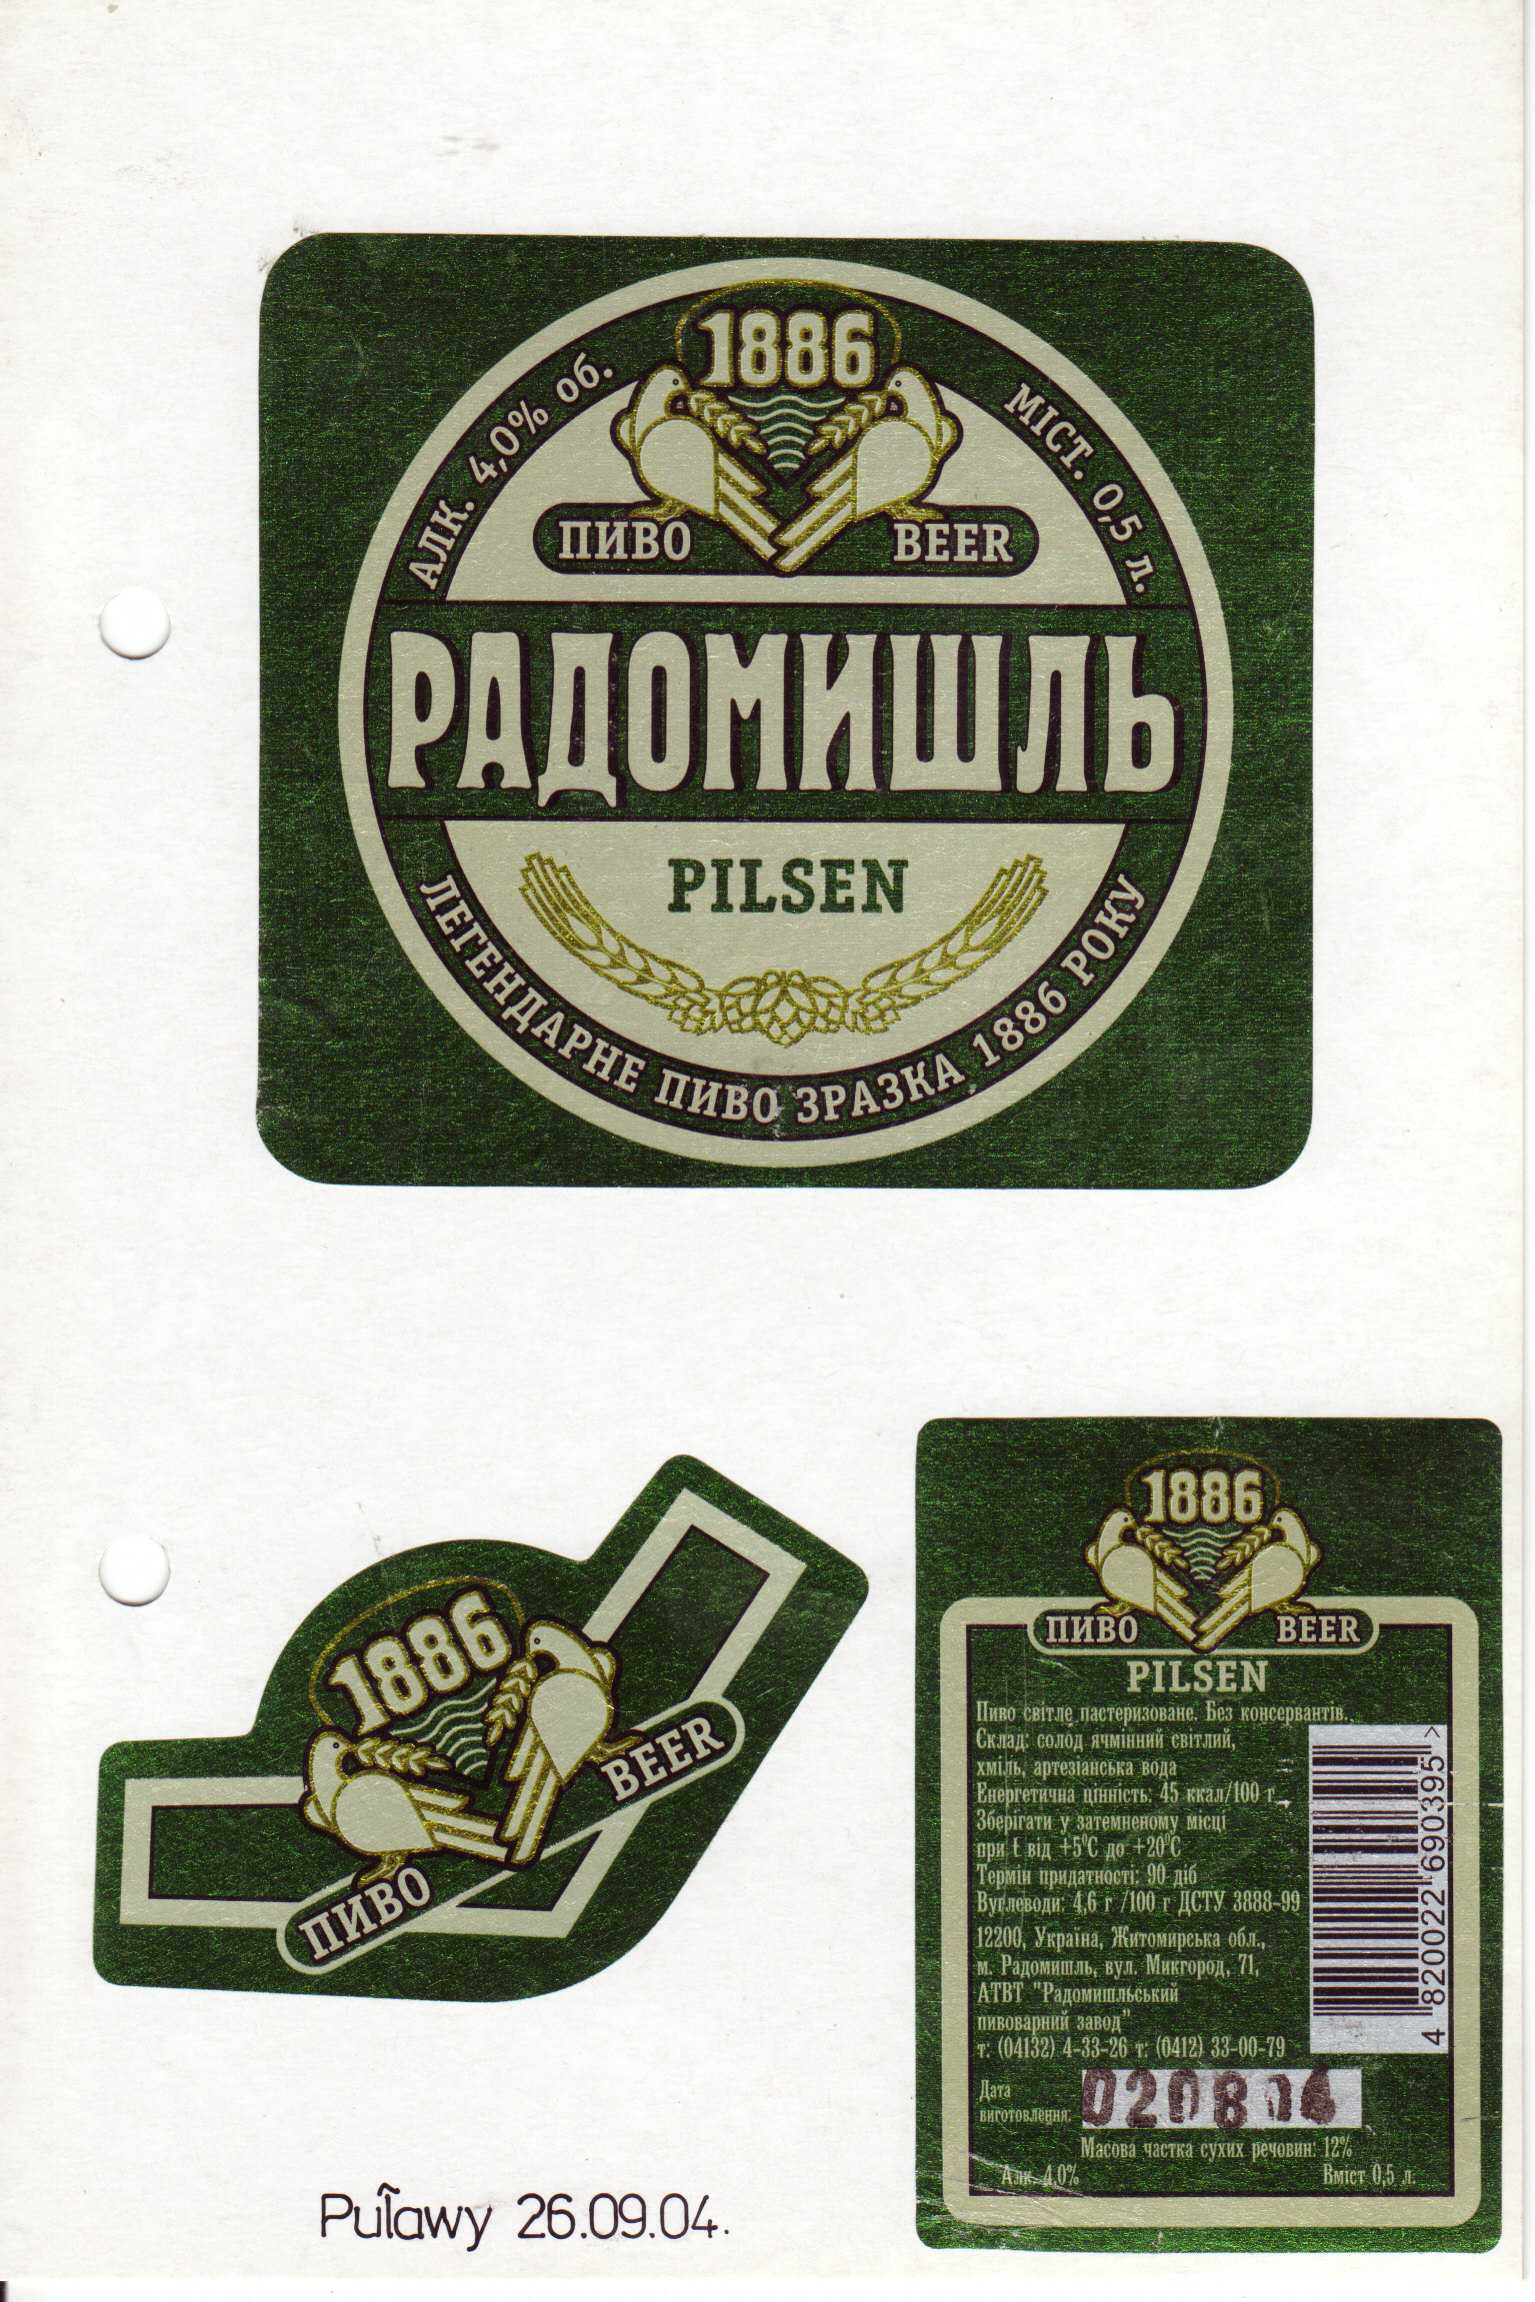 1886
АЛК. 4,0% об.
МІСТ. 0,5 л.
ПИВО BEER
РАДОМИШЛЬ
PILSEN
ЛЕГЕНДАРНЕ ПИВО ЗРАЗКА 1886 РОКУ
1886
ПИВО BEER
1886
ПИВО BEER
PILSEN
Пиво світле пастеризоване. Без консервантів.
Склад: солод ячмінний світлий,
хміль, артезіанська вода
Енергетична цінність: 45 ккал/100 г.
Зберігати у затемненому місці
при t від +5°C до +20°C
Термін придатності: 90 діб
Вуглеводи: 4,6 г /100 г ДСТУ 3888-99
12200, Україна, Житомирська обл.,
м. Радомишль, вул. Микгород, 71,
АТВТ "Радомишльський
пивоварний завод"
т: (04132) 4-33-26 т: (0412) 33-00-79
4 820022 690395 >
Дата
виготовлення: 020804
Масова частка сухих речовин: 12%
Алк. 4.0% Вміст 0,5 л.
Puławy 26.09.04.